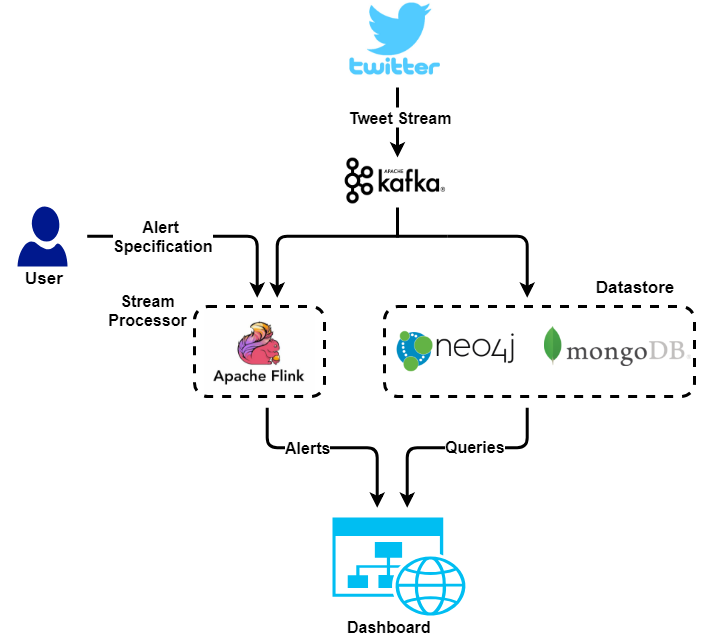 twitter
Tweet Stream
APACHE
kafka®
Alert
Specification
User
Datastore
Stream
Processor
neo4j
mongoDB.
Apache Flink
Alerts
Queries
Dashboard